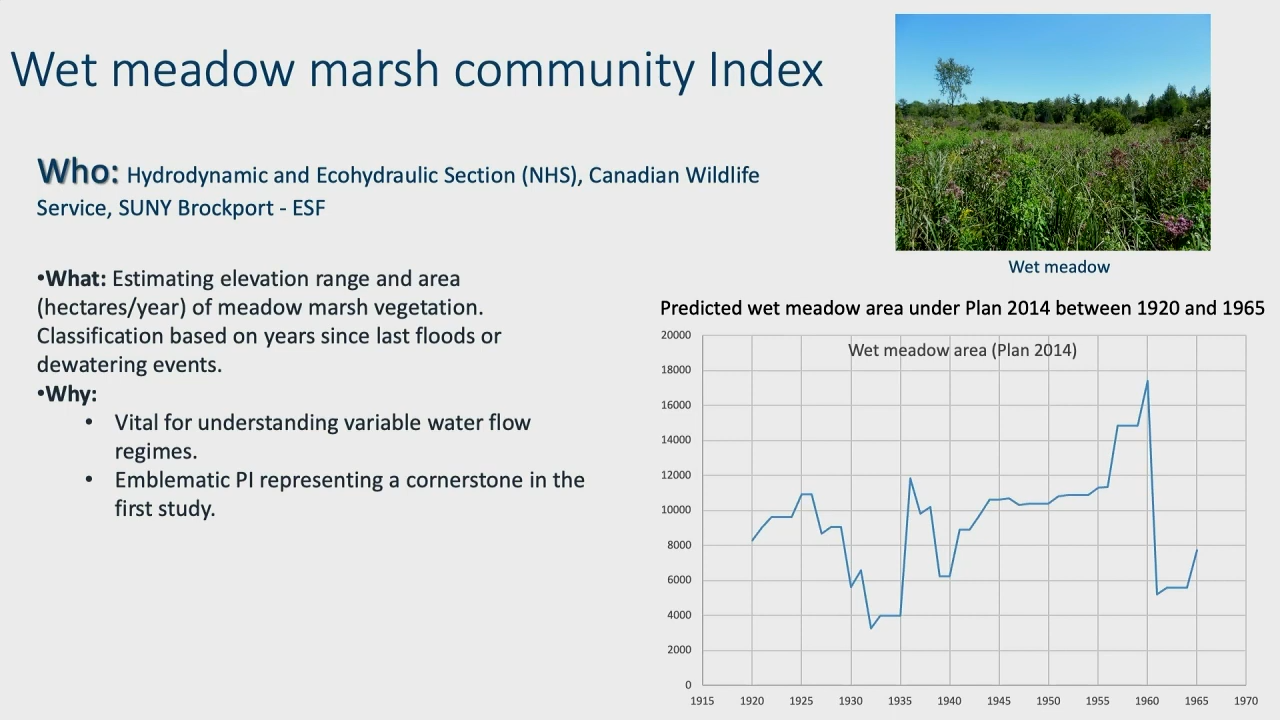 Wet meadow marsh community Index
Who: Hydrodynamic and Ecohydraulic Section (NHS), Canadian Wildlife
Service, SUNY Brockport - ESF
•What: Estimating elevation range and area
(hectares/year) of meadow marsh vegetation.
Classification based on years since last floods or
dewatering events.
•Why:
• Vital for understanding variable water flow
regimes.
• Emblematic PI representing a cornerstone in the
first study.
Wet meadow
Predicted wet meadow area under Plan 2014 between 1920 and 1965
Wet meadow area (Plan 2014)
20000
18000
16000
14000
12000
10000
8000
6000
4000
2000
0
1915 1920 1925 1930 1935 1940 1945 1950 1955 1960 1965 1970